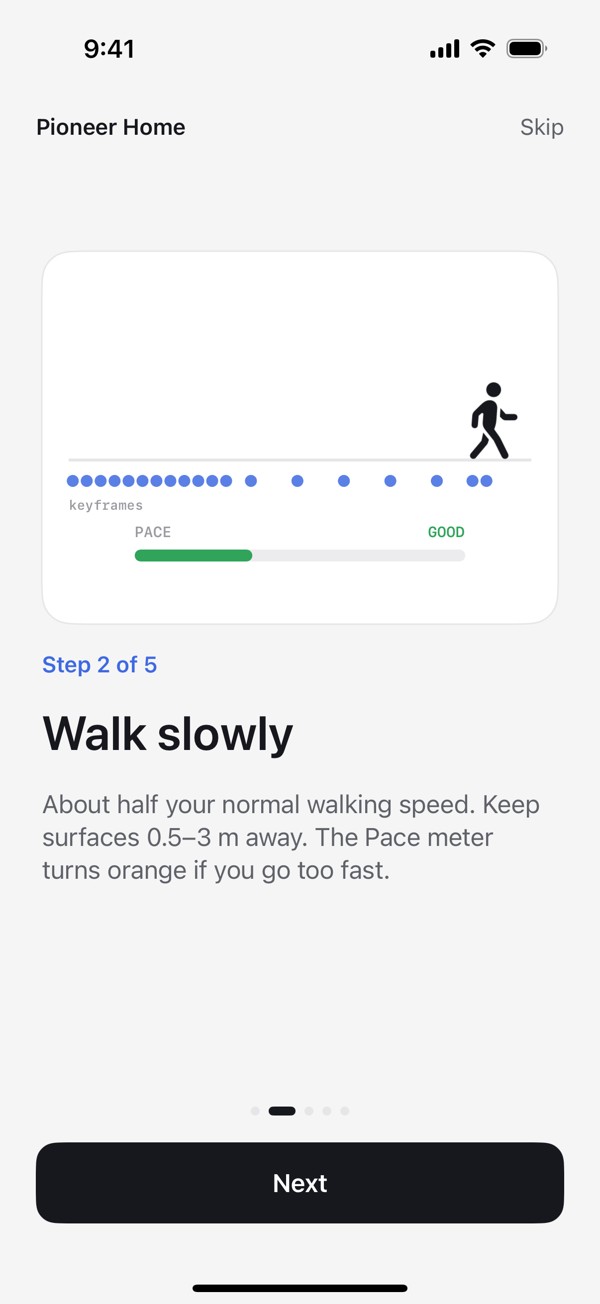 9:41
Pioneer Home
Skip
keyframes
PACE
GOOD
Step 2 of 5
Walk slowly
About half your normal walking speed. Keep
surfaces 0.5–3 m away. The Pace meter
turns orange if you go too fast.
Next